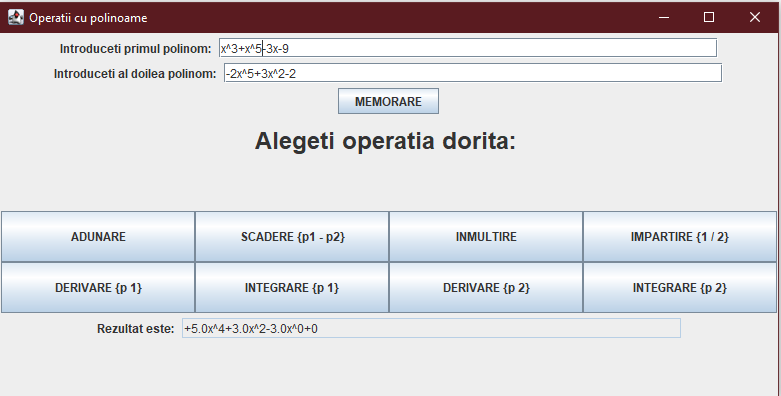 Operatii cu polinoame
Introduceti primul polinom: x^3+x^5-3x-9
Introduceti al doilea polinom: -2x^5+3x^2-2
MEMORARE
Alegeti operatia dorita:
ADUNARE SCADERE {p1 - p2} INMULTIRE IMPARTIRE {1 / 2}
DERIVARE {p 1} INTEGRARE {p 1} DERIVARE {p 2} INTEGRARE {p 2}
Rezultat este: +5.0x^4+3.0x^2-3.0x^0+0